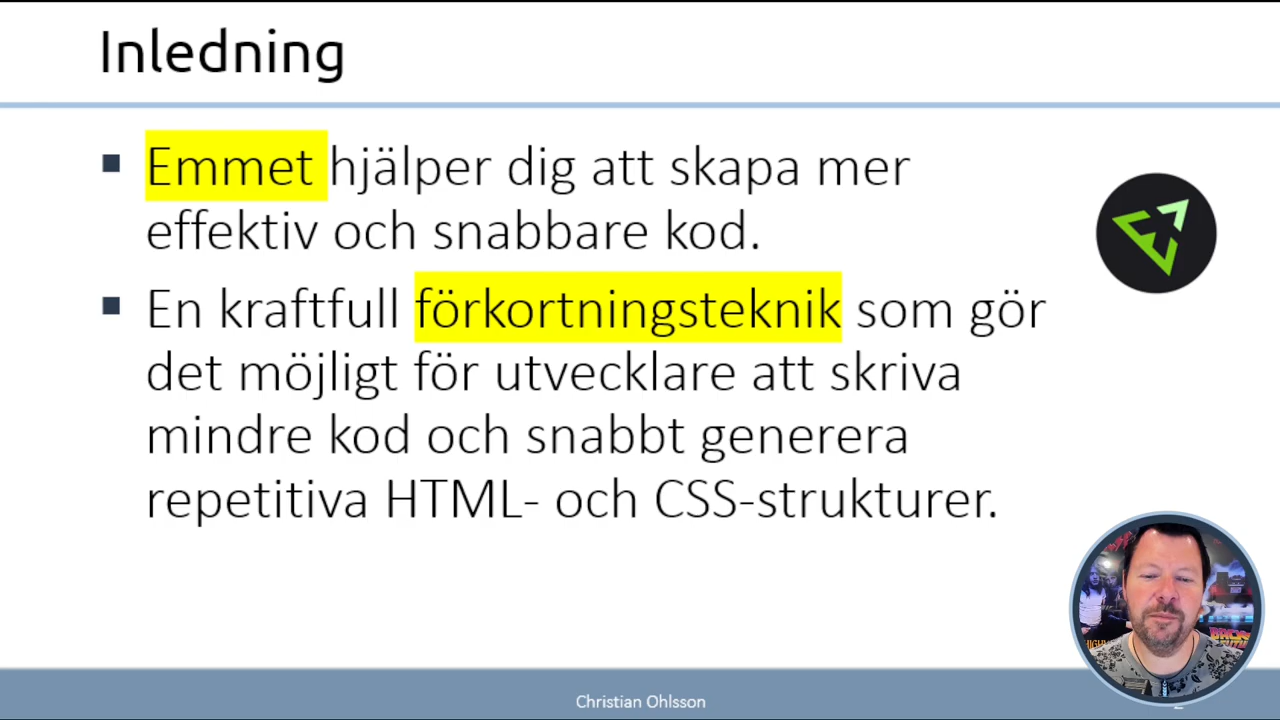 Inledning
Emmet hjälper dig att skapa mer
effektiv och snabbare kod.
En kraftfull förkortningsteknik som gör
det möjligt för utvecklare att skriva
mindre kod och snabbt generera
repetitiva HTML- och CSS-strukturer.
Christian Ohlsson